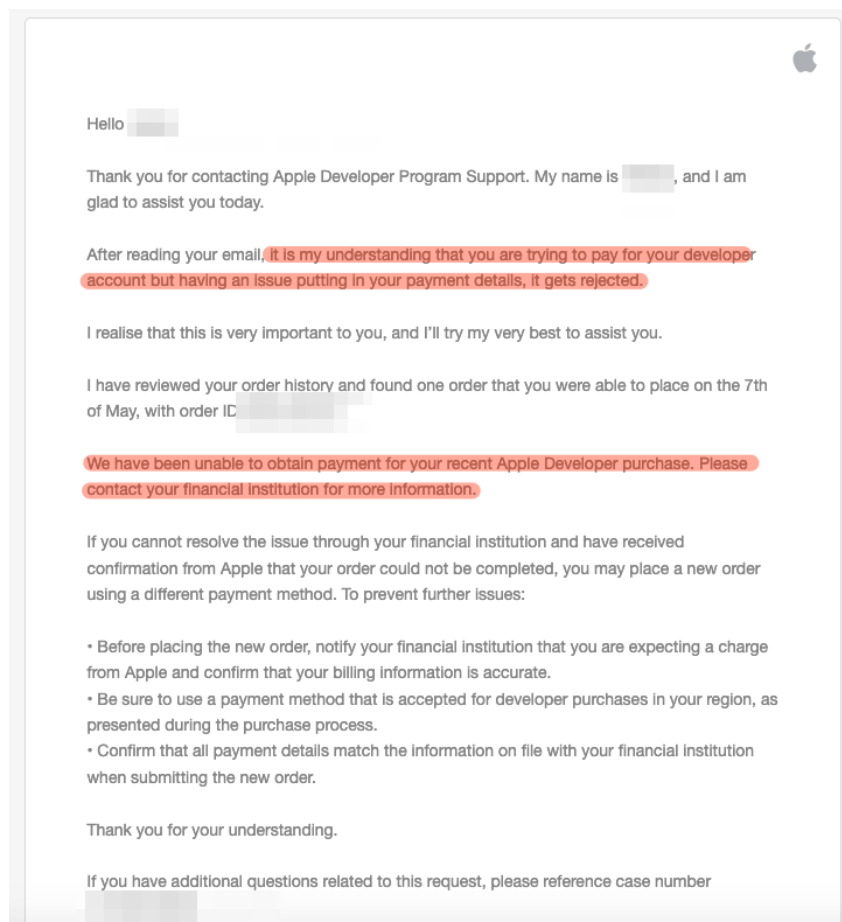 Hello
Thank you for contacting Apple Developer Program Support. My name is , and I am
glad to assist you today.
After reading your email, it is my understanding that you are trying to pay for your developer
account but having an issue putting in your payment details, it gets rejected.
I realise that this is very important to you, and I'll try my very best to assist you.
I have reviewed your order history and found one order that you were able to place on the 7th
of May, with order ID
We have been unable to obtain payment for your recent Apple Developer purchase. Please
contact your financial institution for more information.
If you cannot resolve the issue through your financial institution and have received
confirmation from Apple that your order could not be completed, you may place a new order
using a different payment method. To prevent further issues:
• Before placing the new order, notify your financial institution that you are expecting a charge
from Apple and confirm that your billing information is accurate.
• Be sure to use a payment method that is accepted for developer purchases in your region, as
presented during the purchase process.
• Confirm that all payment details match the information on file with your financial institution
when submitting the new order.
Thank you for your understanding.
If you have additional questions related to this request, please reference case number